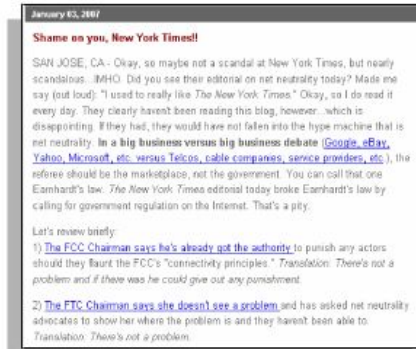 January 03, 2007
Shame on you, New York Times!!
SAN JOSE, CA - Okay, so maybe not a scandal at New York Times, but nearly
scandalous...IMHO. Did you see their editorial on net neutrality today? Made me
say (out loud): "I used to really like The New York Times." Okay, so I do read it
every day. They clearly haven't been reading this blog, however...which is
disappointing. If they had, they would have not fallen into the hype machine that is
net neutrality. In a big business versus big business debate (Google, eBay,
Yahoo, Microsoft, etc. versus Telcos, cable companies, service providers, etc.), the
referee should be the marketplace, not the government. You can call that one
Earnhardt's law. The New York Times editorial today broke Earnhardt's law by
calling for government regulation on the Internet. That's a pity.
Let's review briefly:
1) The FCC Chairman says he's already got the authority to punish any actors
should they flaunt the FCC's "connectivity principles." Translation: There's not a
problem and if there was he could give out any punishment.
2) The FTC Chairman says she doesn't see a problem and has asked net neutrality
advocates to show her where the problem is and they haven't been able to.
Translation: There's not a problem.